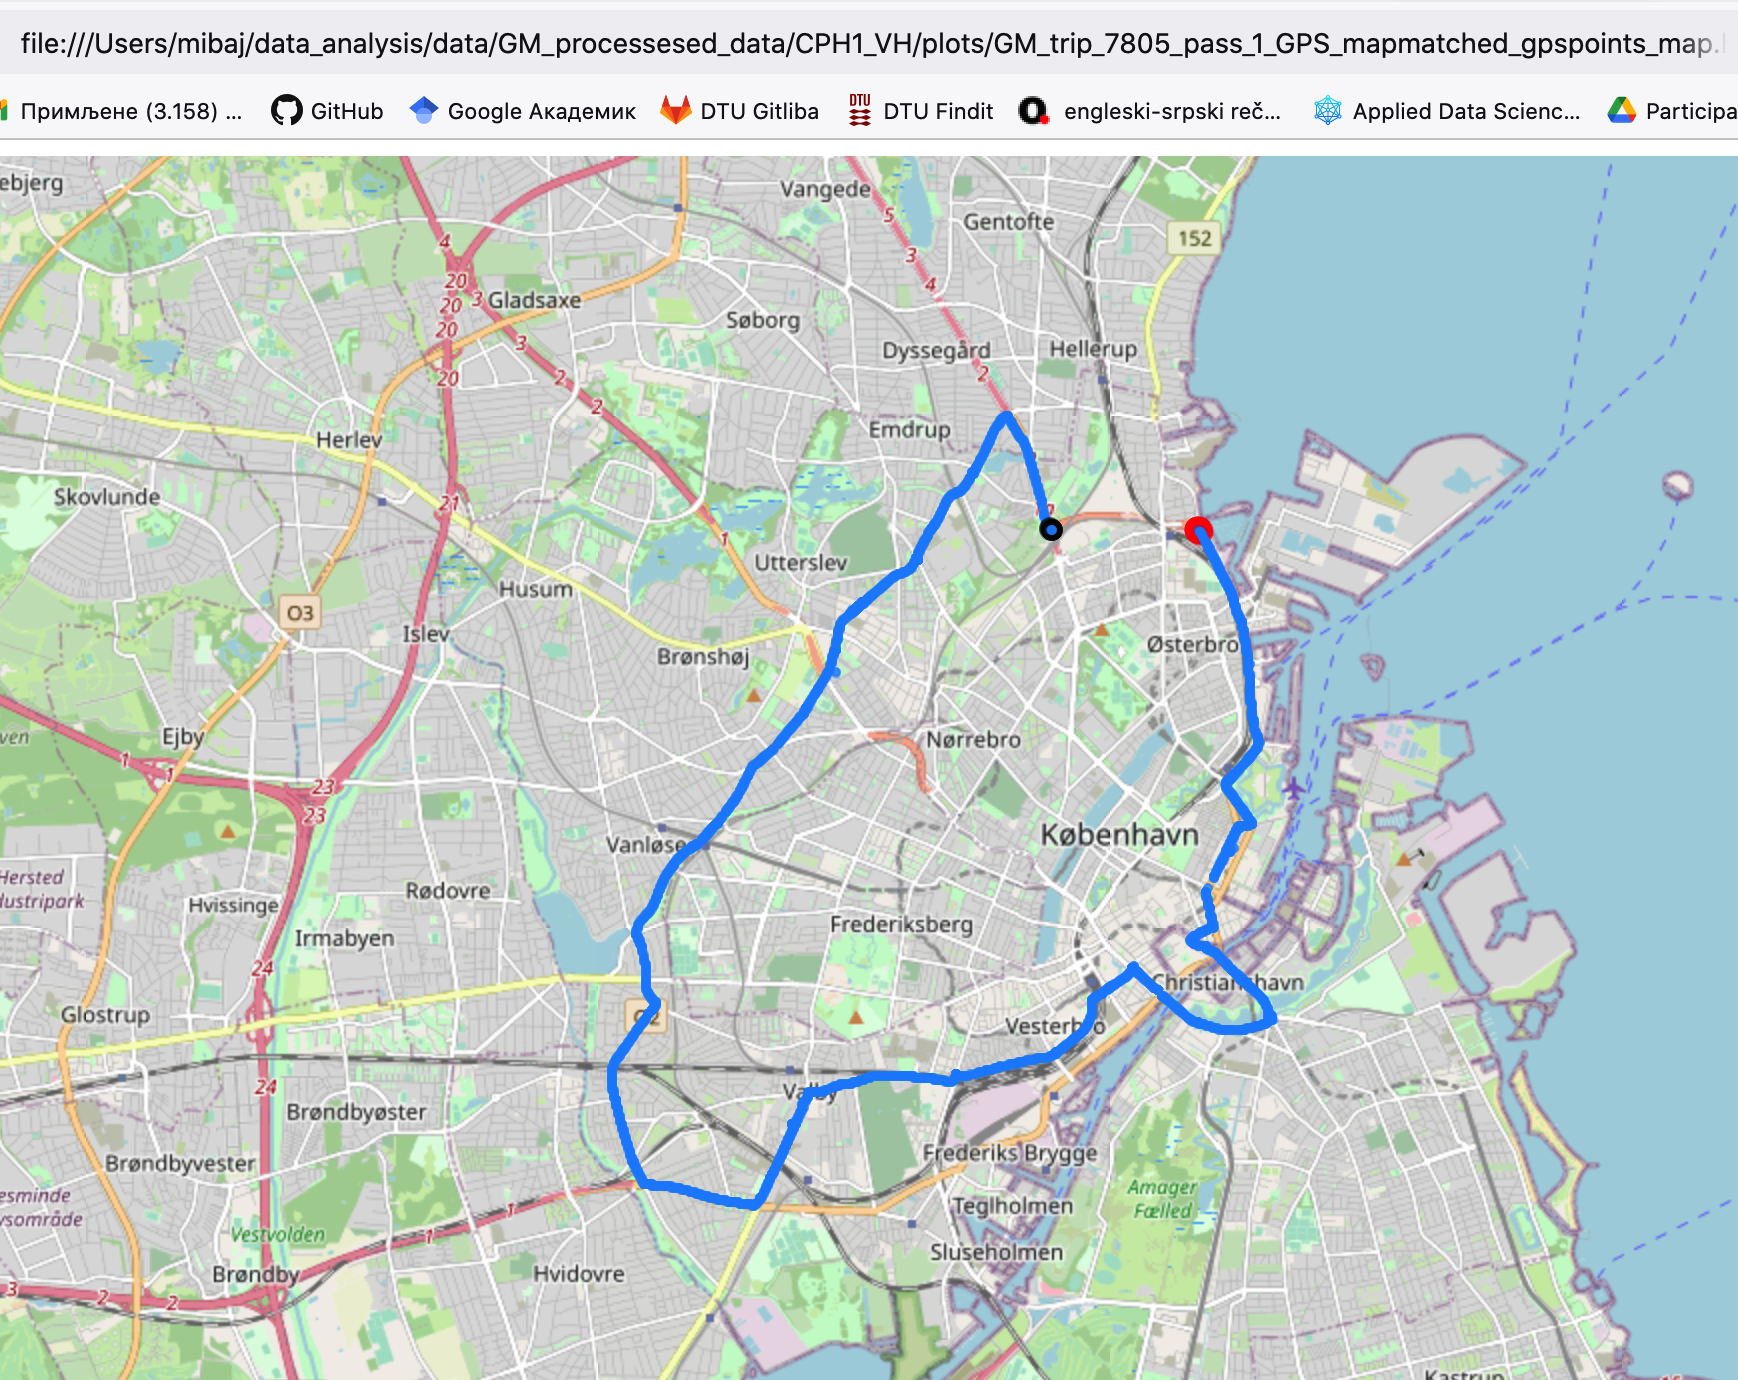 file:///Users/mibaj/data_analysis/data/GM_processesed_data/CPH1_VH/plots/GM_trip_7805_pass_1_GPS_mapmatched_gpspoints_map.
Примљене (3.158) ... GitHub Google Академик DTU Gitliba DTU Findit engleski-srpski reč... Applied Data Scienc... Participa
ebjerg
Vangede
5
Gentofte
152
4
3
20
4
20
3
Gladsaxe
20
Søborg
3
Dyssegård
Hellerup
20
2
2
2
Herlev
Emdrup
Skovlunde
21
1
Utterslev
Husum
O3
Islev
Brønshøj
Østerbro
ven
Ejby
Nørrebro
1
1
23
23
København
Vanløse
Hersted
dustripark
Hvissinge
Rødovre
Frederiksberg
Irmabyen
24
Christianshavn
Glostrup
O2
Vesterbro
24
Valby
Brøndbyøster
Brøndbyvester
Frederiks Brygge
esminde
vsområde
Amager
Fælled
1
Teglholmen
Vestvolden
1
Sluseholmen
Brøndby
Hvidovre
3
2
2
Kastrup